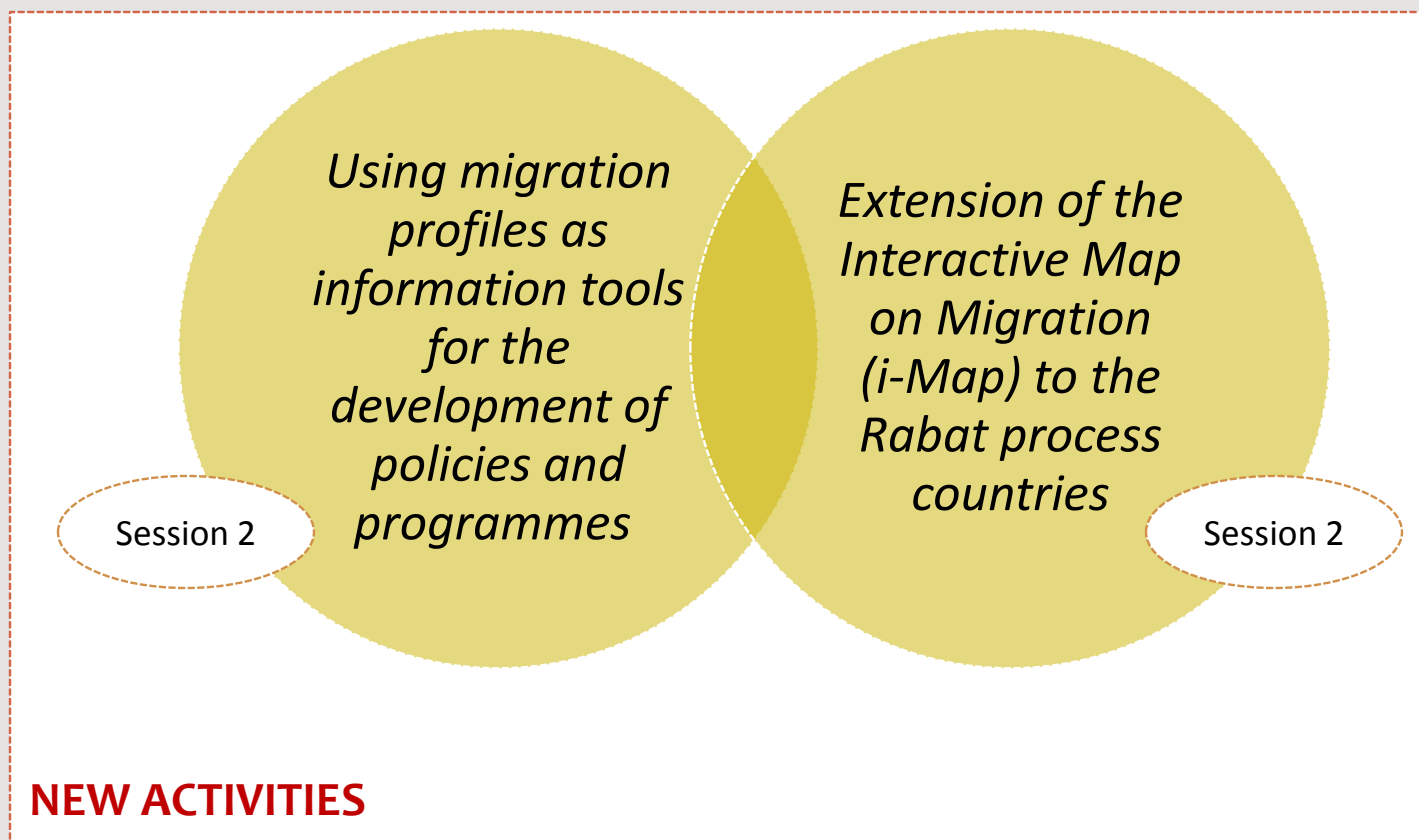 Using migration
profiles as
information tools
for the
development of
policies and
programmes
Session 2
Extension of the
Interactive Map
on Migration
(i-Map) to the
Rabat process
countries
Session 2
NEW ACTIVITIES